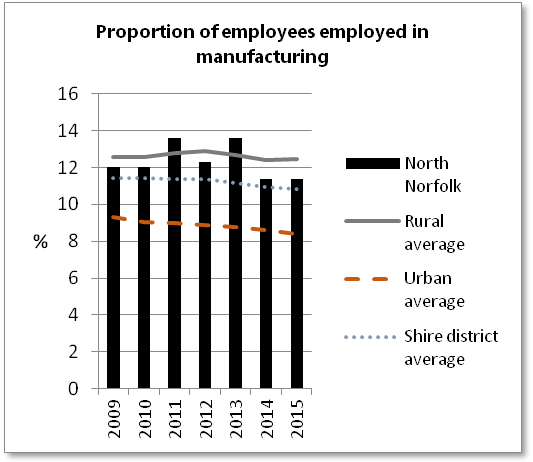 Proportion of employees employed in
manufacturing
16
14
12
10
8
6
4
2
0
%
2009
2010
2011
2012
2013
2014
2015
North
Norfolk
Rural
average
Urban
average
Shire district
average